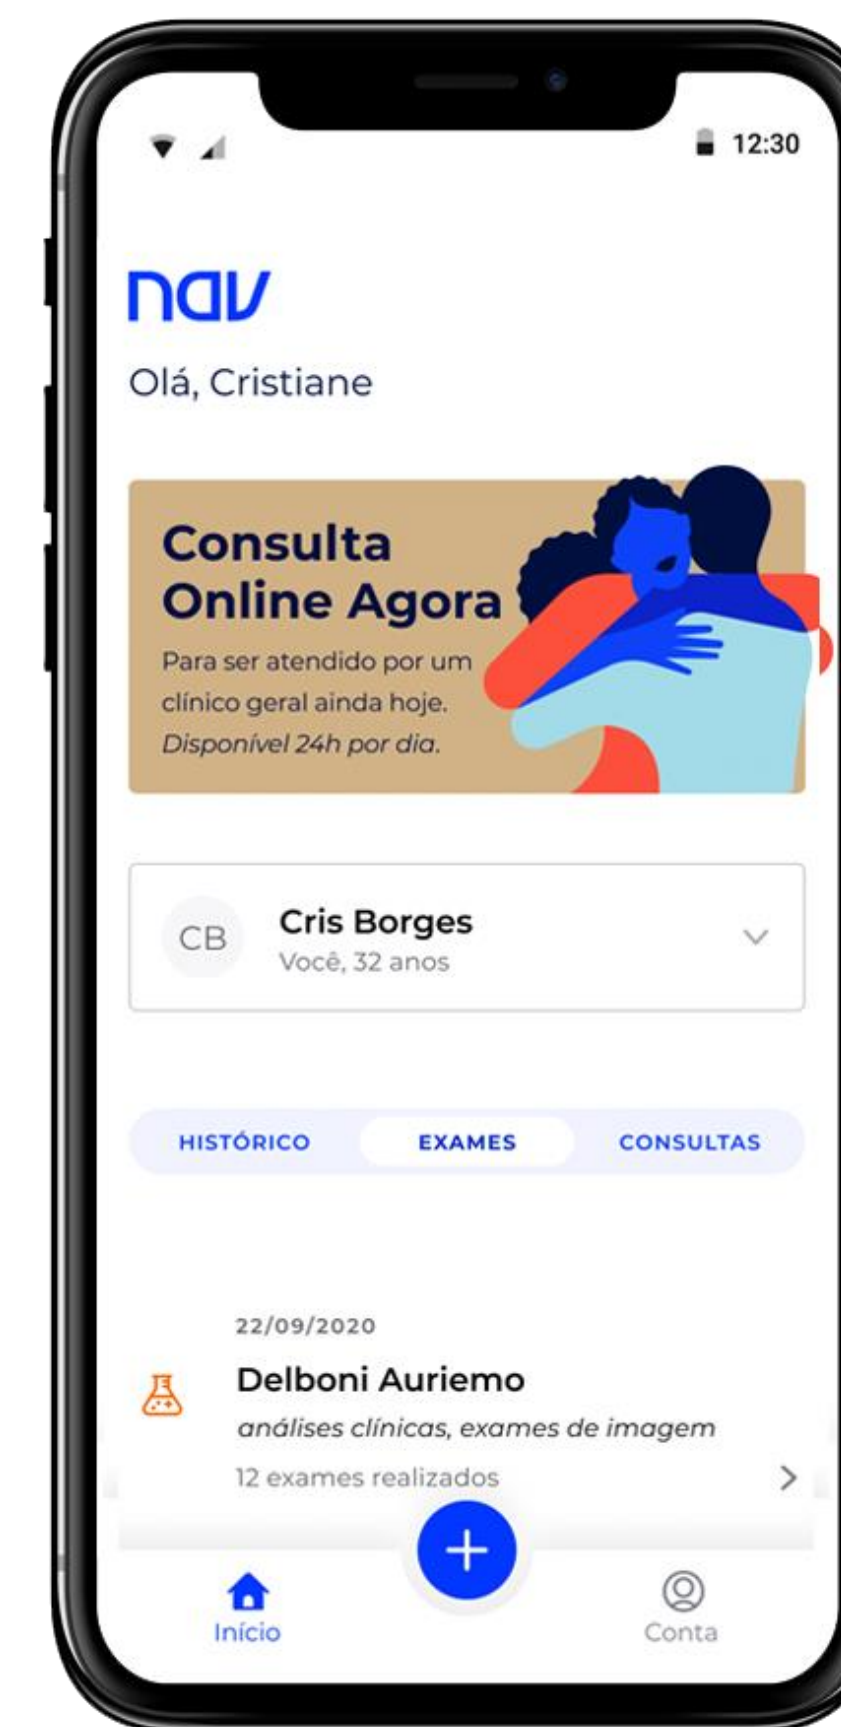 12:30
nav
Olá, Cristiane
Consulta
Online Agora
Para ser atendido por um
clínico geral ainda hoje.
Disponível 24h por dia.
CB
Cris Borges
Você, 32 anos
HISTÓRICO EXAMES CONSULTAS
22/09/2020
Delboni Auriemo
análises clínicas, exames de imagem
12 exames realizados
Início
Conta